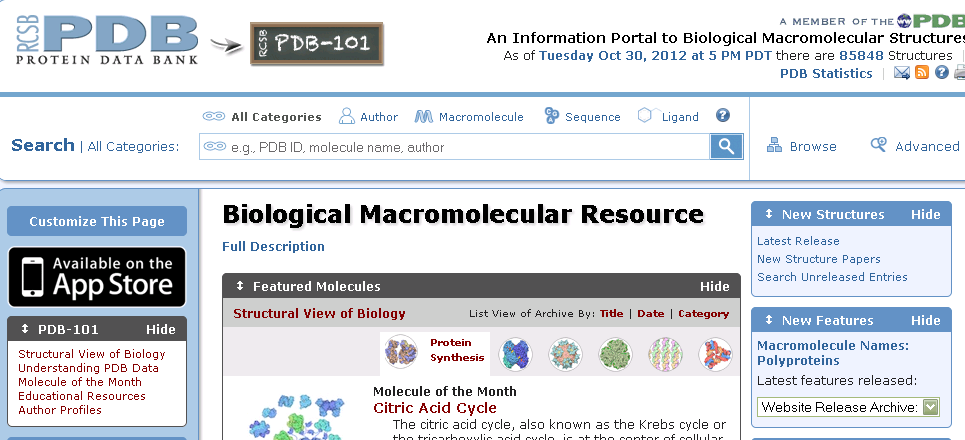 RCSB PDB
PROTEIN DATA BANK
RCSB PDB-101
A MEMBER OF THE PDB
An Information Portal to Biological Macromolecular Structures
As of Tuesday Oct 30, 2012 at 5 PM PDT there are 85848 Structures
PDB Statistics
All Categories Author Macromolecule Sequence Ligand ?
Search | All Categories:
e.g., PDB ID, molecule name, author
Browse Advanced
Customize This Page
Available on the
App Store
PDB-101 Hide
Structural View of Biology
Understanding PDB Data
Molecule of the Month
Educational Resources
Author Profiles
Biological Macromolecular Resource
Full Description
Featured Molecules Hide
Structural View of Biology List View of Archive By: Title | Date | Category
Protein
Synthesis
Molecule of the Month
Citric Acid Cycle
The citric acid cycle, also known as the Krebs cycle or
the tricarboxylic acid cycle, is at the center of cellular
New Structures Hide
Latest Release
New Structure Papers
Search Unreleased Entries
New Features Hide
Macromolecule Names:
Polyproteins
Latest features released:
Website Release Archive: